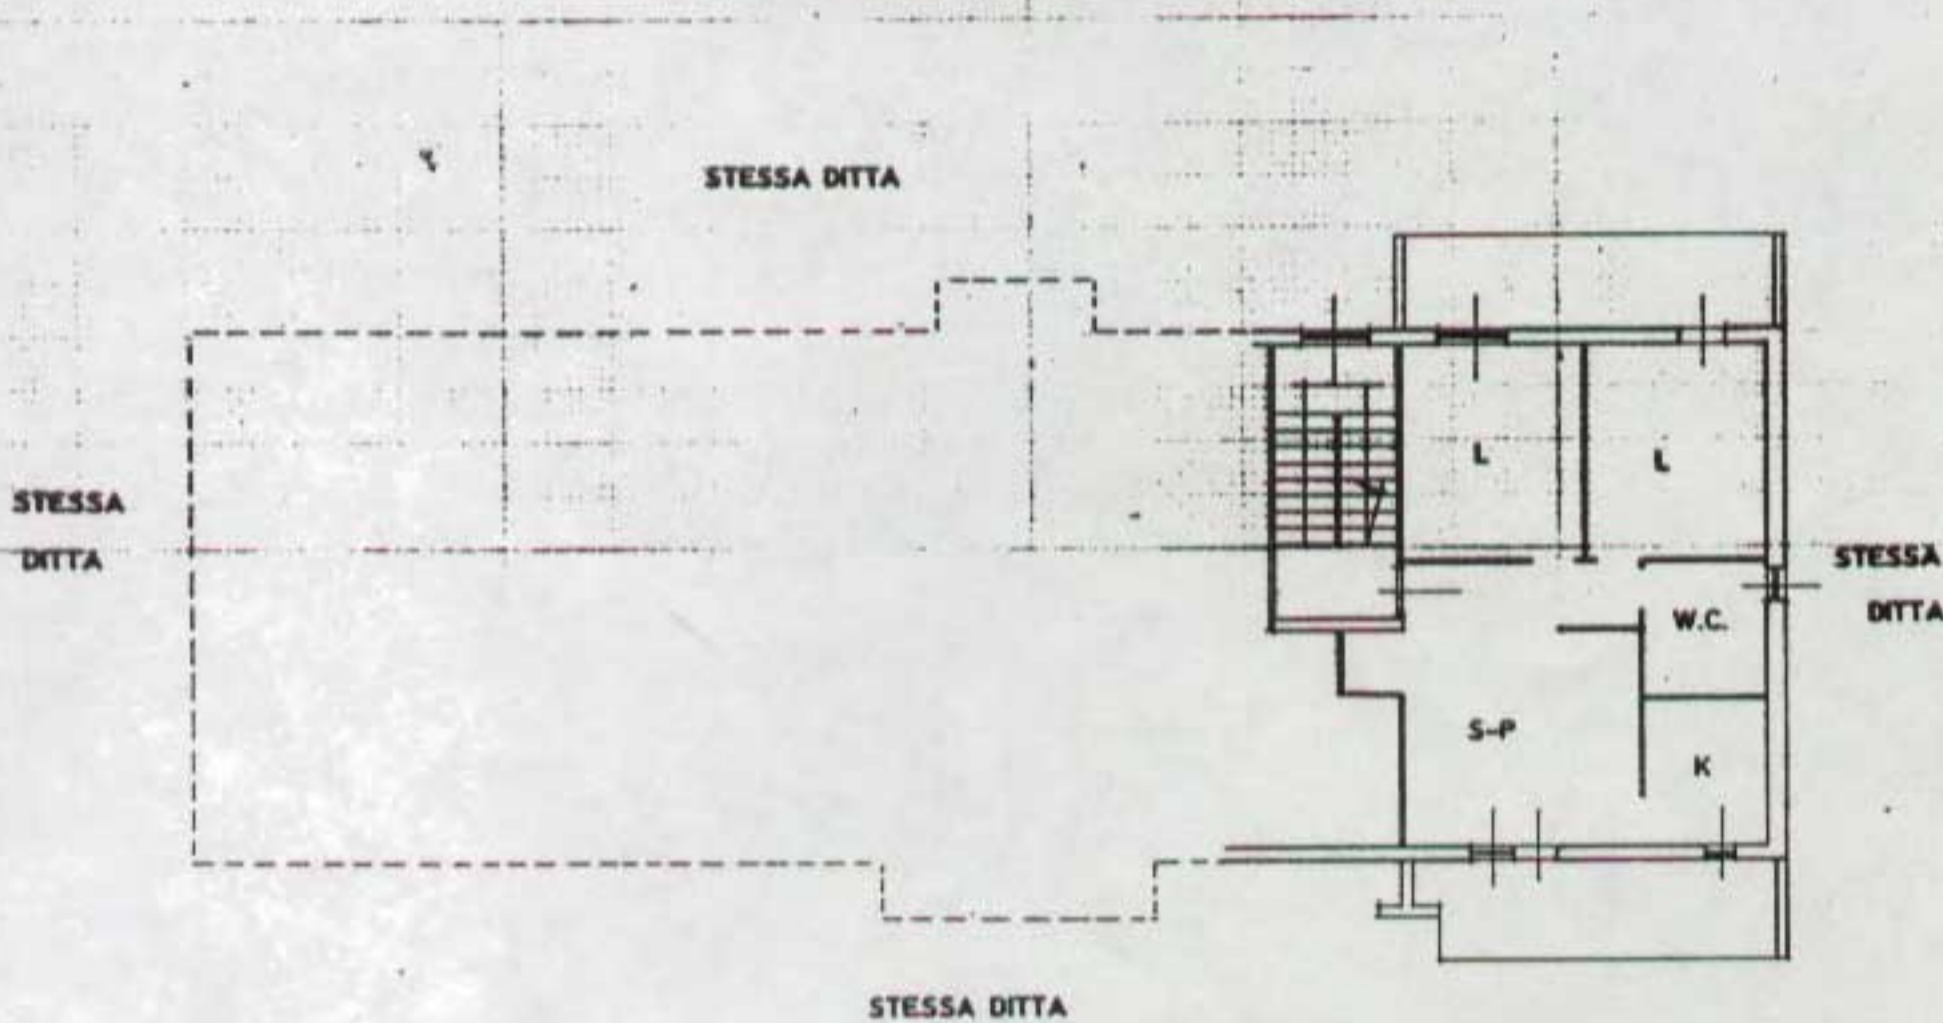 STESSA DITTA
L
L
STESSA
DITTA
STESSA
DITTA
W.C.
S-P
K
STESSA DITTA